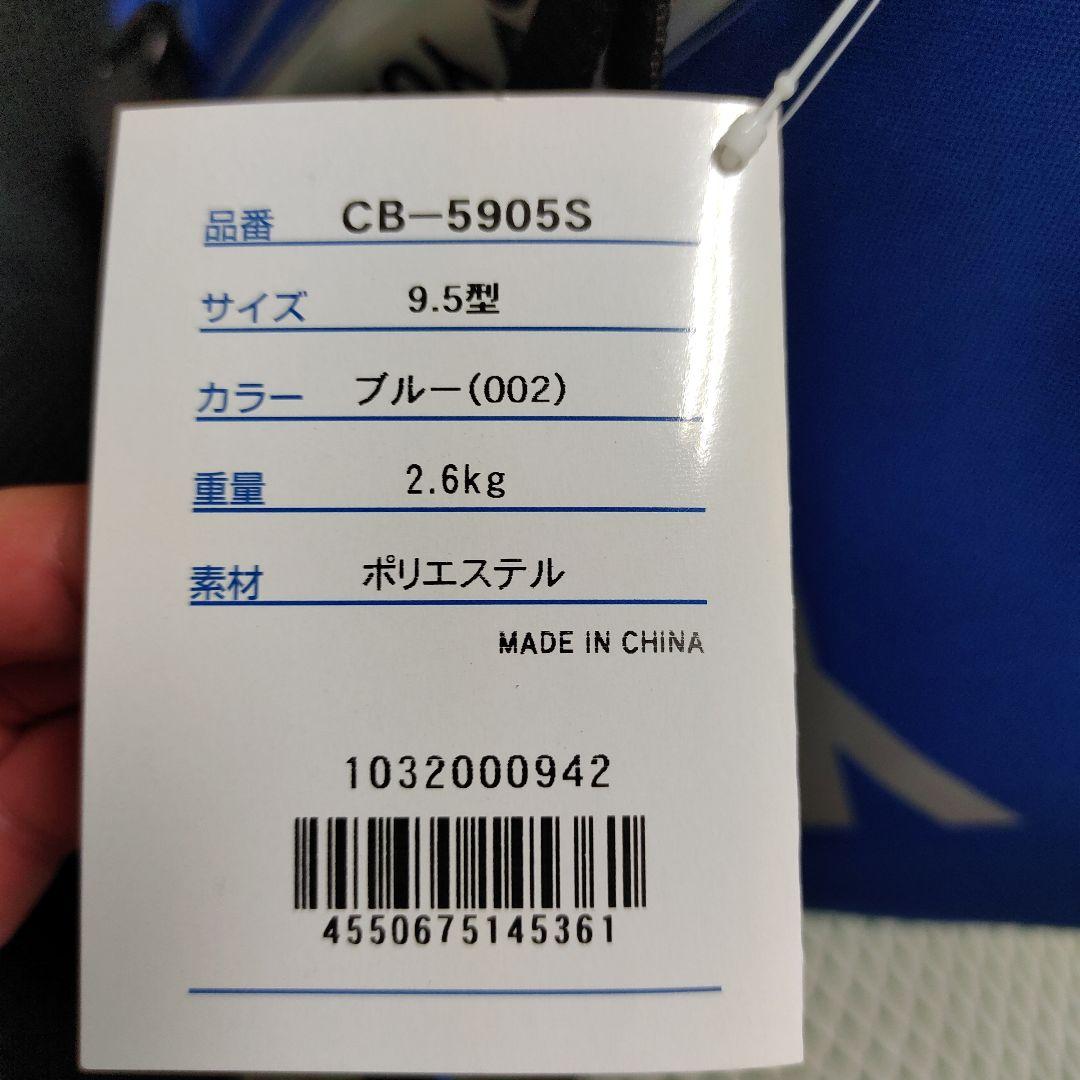 品番 CB-5905S
サイズ 9.5型
カラー ブルー(002)
重量 2.6kg
素材 ポリエステル
MADE IN CHINA
1032000942
4550675145361